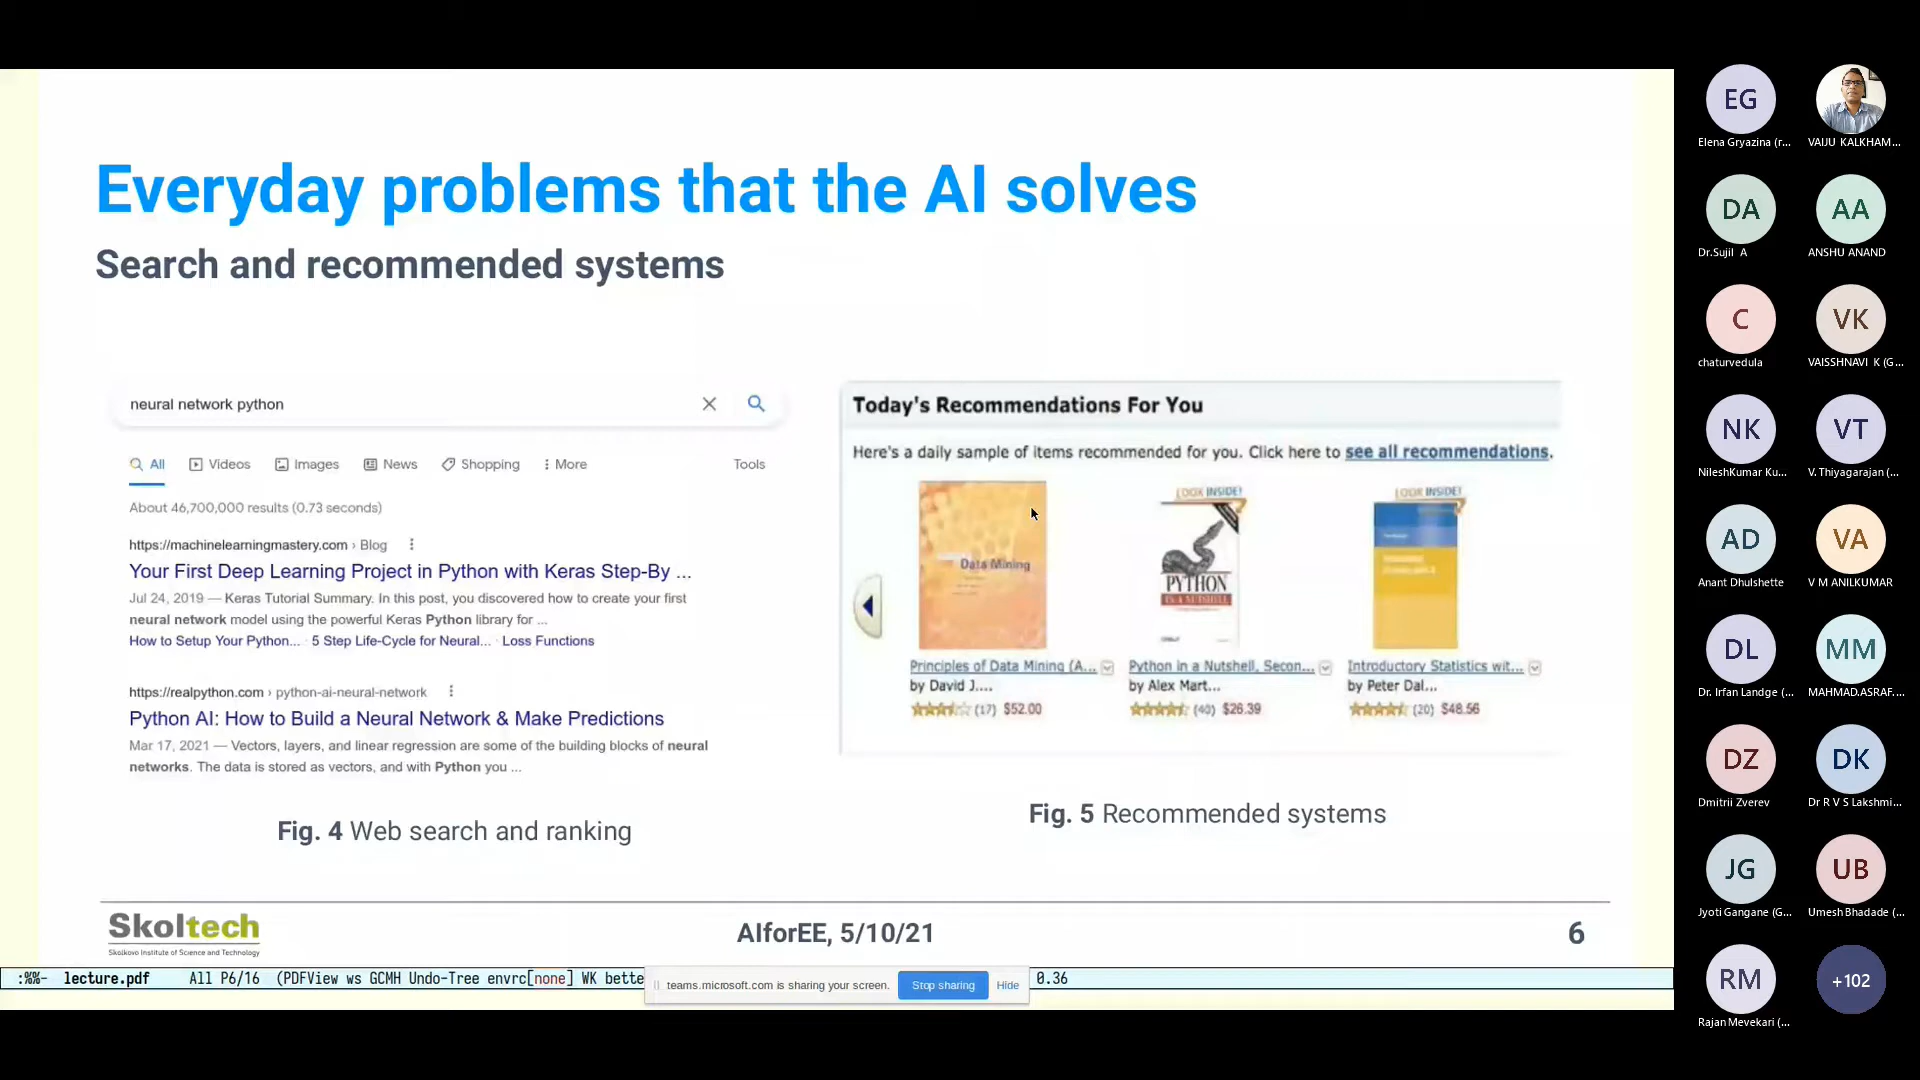 Everyday problems that the AI solves
Search and recommended systems
neural network python
All Videos Images News Shopping More Tools
About 46,700,000 results (0.73 seconds)
https://machinelearningmastery.com › Blog
Your First Deep Learning Project in Python with Keras Step-By ...
Jul 24, 2019 — Keras Tutorial Summary. In this post, you discovered how to create your first
neural network model using the powerful Keras Python library for ...
How to Setup Your Python... · 5 Step Life-Cycle for Neural... · Loss Functions
https://realpython.com › python-ai-neural-network
Python AI: How to Build a Neural Network & Make Predictions
Mar 17, 2021 — Vectors, layers, and linear regression are some of the building blocks of neural
networks. The data is stored as vectors, and with Python you ...
Fig. 4 Web search and ranking
Today's Recommendations For You
Here's a daily sample of items recommended for you. Click here to see all recommendations.
LOOK INSIDE!
LOOK INSIDE!
Data Mining
PYTHON
IN A NUTSHELL
Principles of Data Mining (A...
by David J....
(17) $52.00
Python in a Nutshell, Secon...
by Alex Mart...
(40) $26.39
Introductory Statistics wit...
by Peter Dal...
(20) $48.56
Fig. 5 Recommended systems
Skoltech
Skolkovo Institute of Science and Technology
AIforEE, 5/10/21
6
:%%- lecture.pdf All P6/16 (PDFView ws GCMH Undo-Tree envrc[none] WK bette
0.36
teams.microsoft.com is sharing your screen. Stop sharing Hide
EG
Elena Gryazina (r...
VAIJU KALKHAM...
DA
Dr.Sujil A
AA
ANSHU ANAND
C
chaturvedula
VK
VAISSHNAVI K (G...
NK
NileshKumar Ku...
VT
V. Thiyagarajan (...
AD
Anant Dhulshette
VA
V M ANILKUMAR
DL
Dr. Irfan Landge (...
MM
MAHMAD.ASRAF....
DZ
Dmitrii Zverev
DK
Dr R V S Lakshmi...
JG
Jyoti Gangane (G...
UB
Umesh Bhadade (...
RM
Rajan Mevekari (...
+102